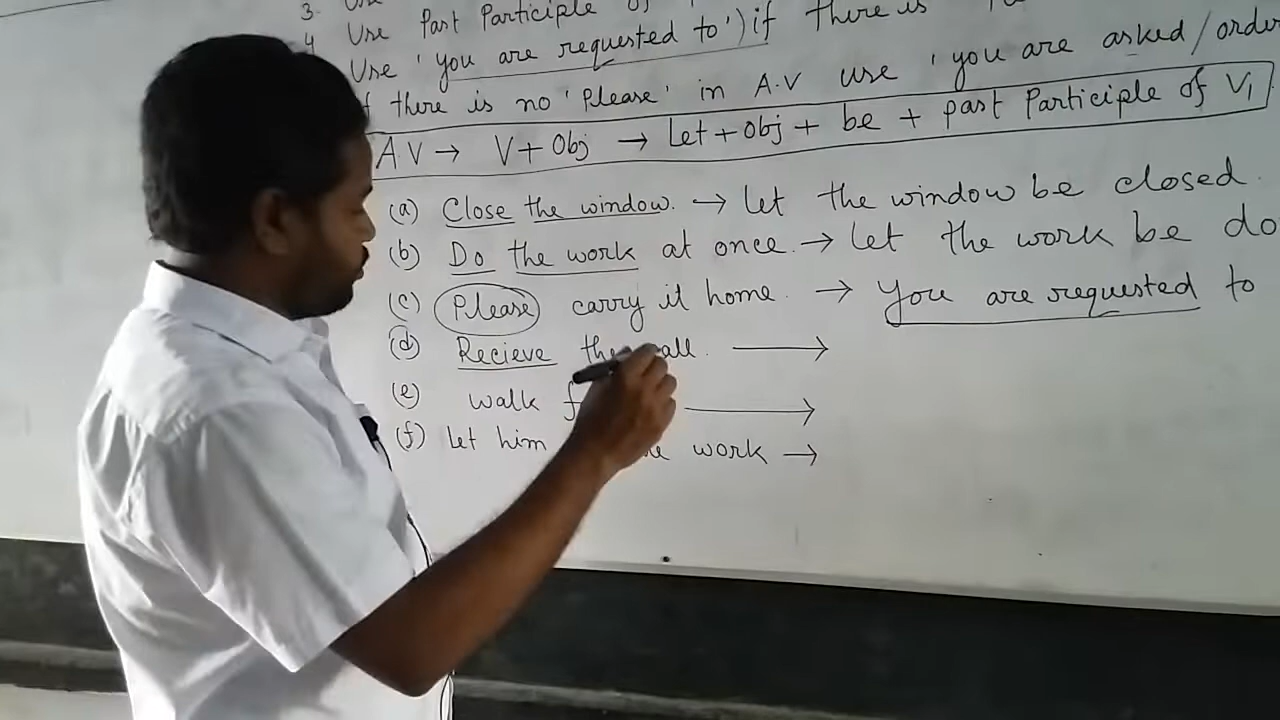 3.
4 Use Past Participle of
Use 'you are requested to') if there is
if there is no 'Please' in A.V use 'you are asked/order
AV → V+Obj → Let+Obj + be + past Participle of V1
(a) Close the window. → let the window be closed.
(b) Do the work at once. → let the work be do
(c) Please carry it home. → you are requested to
(d) Recieve the call. →
(e) walk →
(f) let him work →